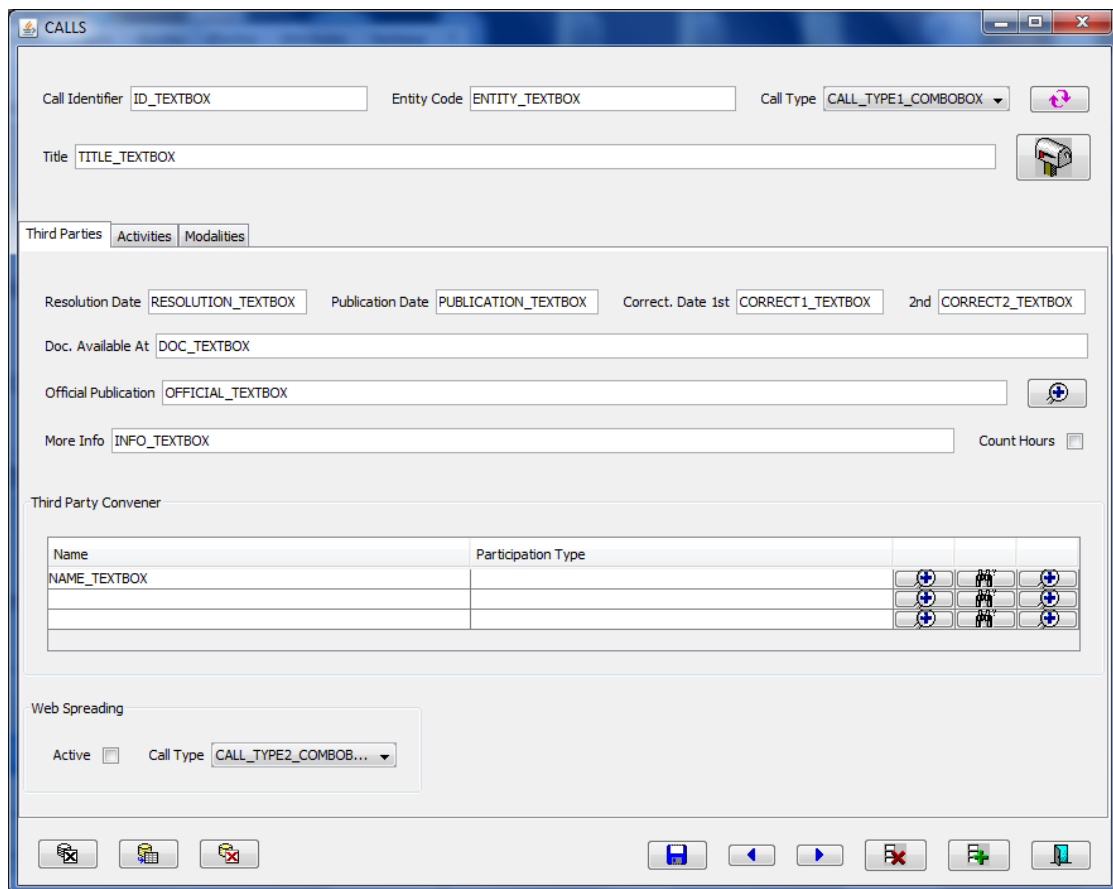 CALLS
Call Identifier ID_TEXTBOX Entity Code ENTITY_TEXTBOX Call Type CALL_TYPE1_COMBOBOX
Title TITLE_TEXTBOX
Third Parties Activities Modalities
Resolution Date RESOLUTION_TEXTBOX Publication Date PUBLICATION_TEXTBOX Correct. Date 1st CORRECT1_TEXTBOX 2nd CORRECT2_TEXTBOX
Doc. Available At DOC_TEXTBOX
Official Publication OFFICIAL_TEXTBOX
More Info INFO_TEXTBOX Count Hours
Third Party Convener
Name Participation Type
NAME_TEXTBOX
Web Spreading
Active Call Type CALL_TYPE2_COMBOB...